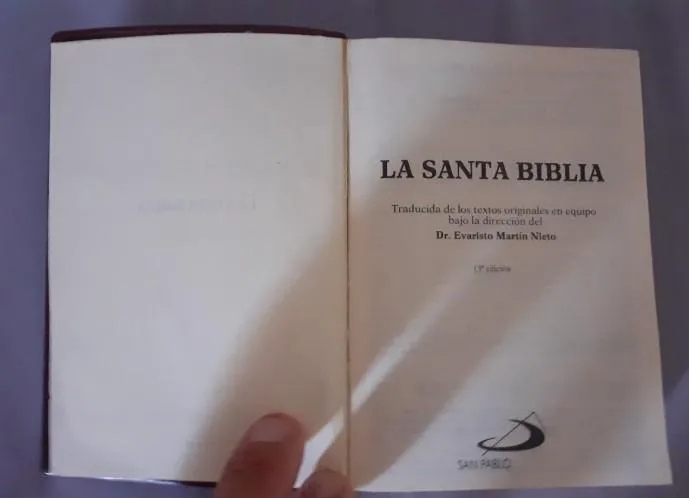 LA SANTA BIBLIA
Traducida de los textos originales en equipo
bajo la dirección del
Dr. Evaristo Martín Nieto
edición
SAN PABLO